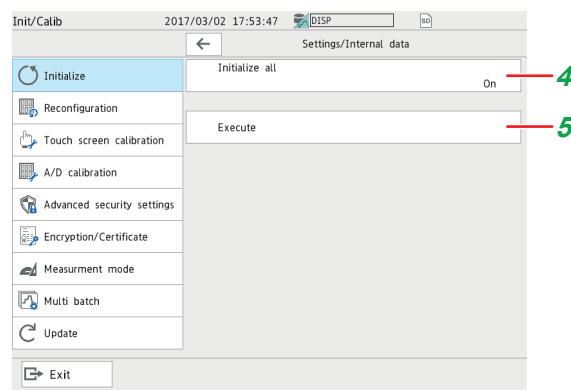 Init/Calib 2017/03/02 17:53:47 DISP SD
Settings/Internal data
Initialize
Initialize all
On
4
Reconfiguration
Execute
5
Touch screen calibration
A/D calibration
Advanced security settings
Encryption/Certificate
Measurment mode
Multi batch
Update
Exit